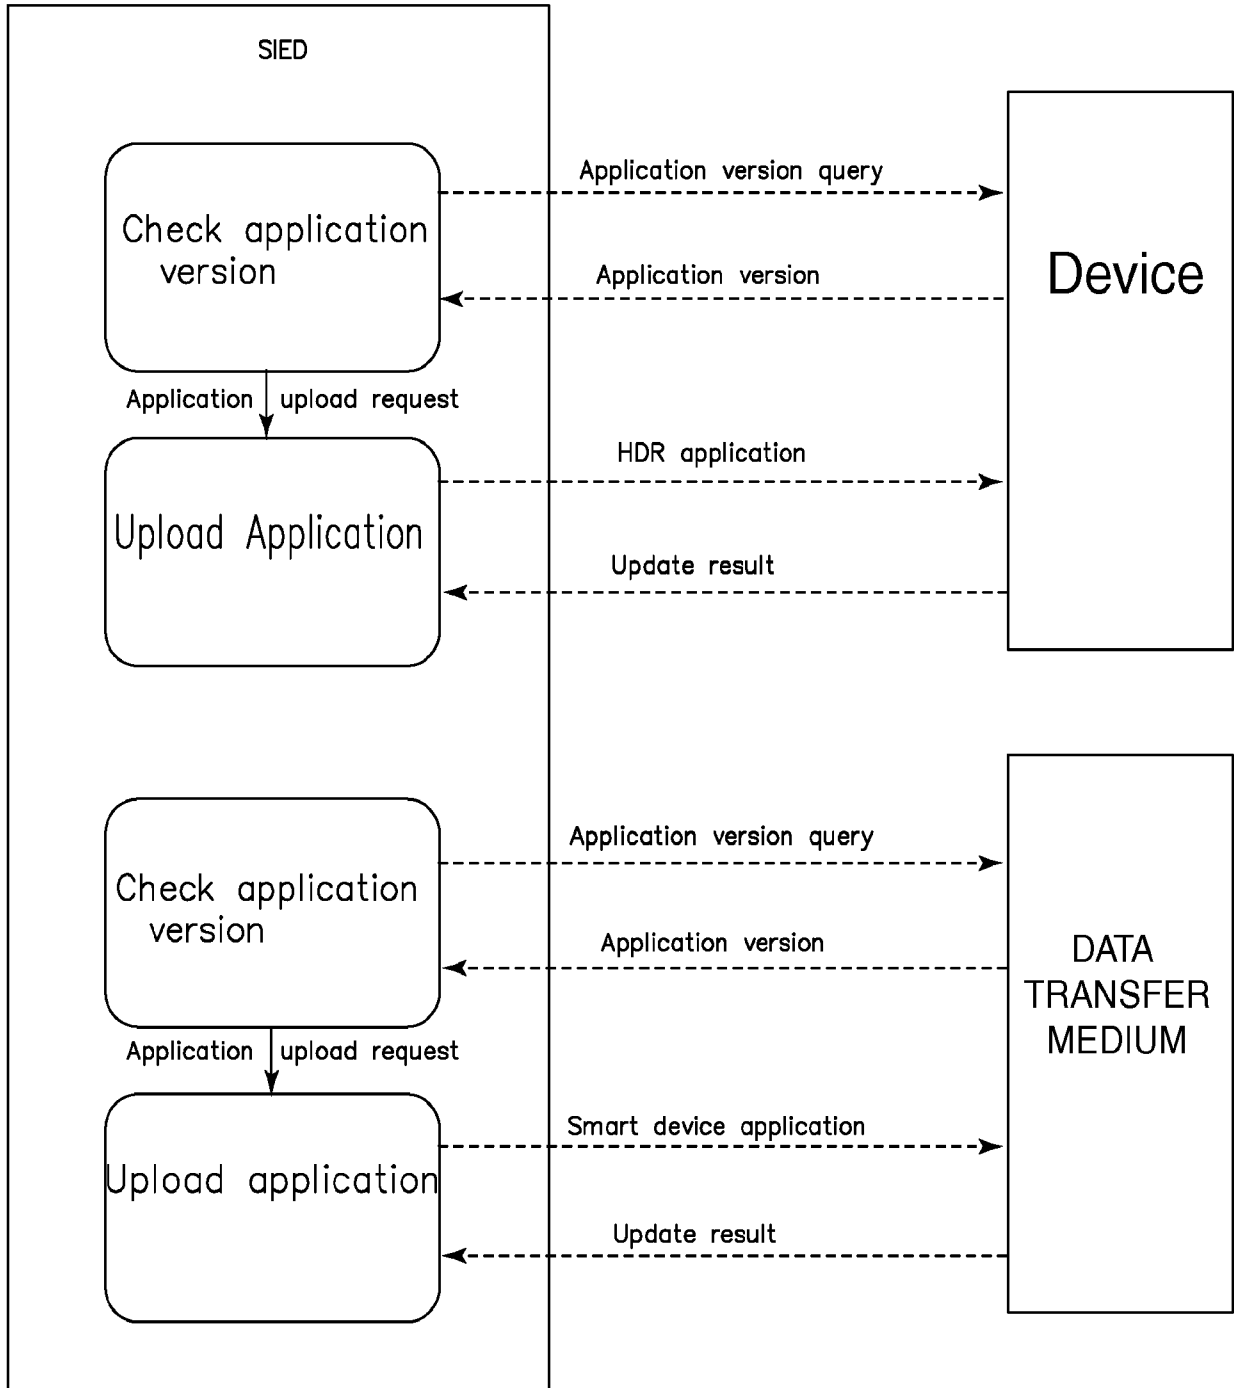 SIED
Application version query
Check application
version
Application version
Device
Application upload request
HDR application
Upload Application
Update result
Application version query
Check application
version
Application version
DATA
TRANSFER
MEDIUM
Application upload request
Smart device application
Upload application
Update result